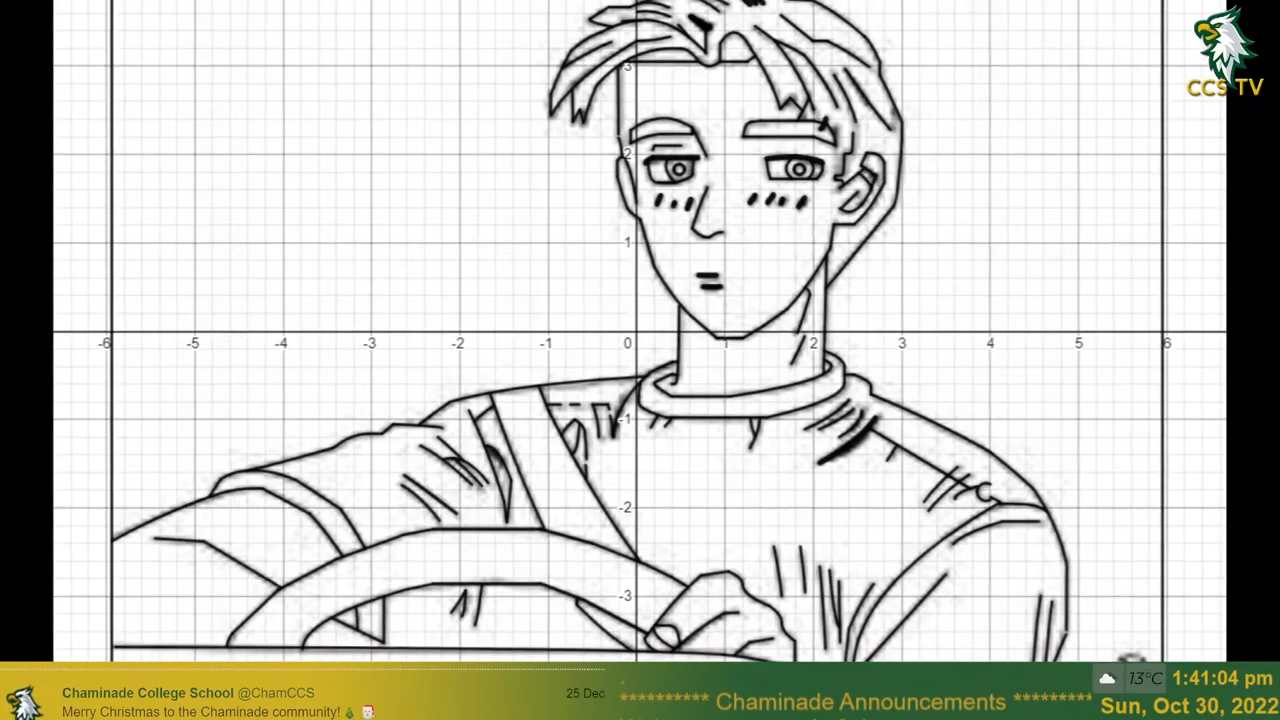 CCS TV
3
2
1
-6 -5 -4 -3 -2 -1 0 1 2 3 4 5 6
-1
-2
-3
Chaminade College School @ChamCCS 25 Dec
Merry Christmas to the Chaminade community!🎄 🎅
********** Chaminade Announcements **********
13°C 1:41:04 pm
Sun, Oct 30, 2022